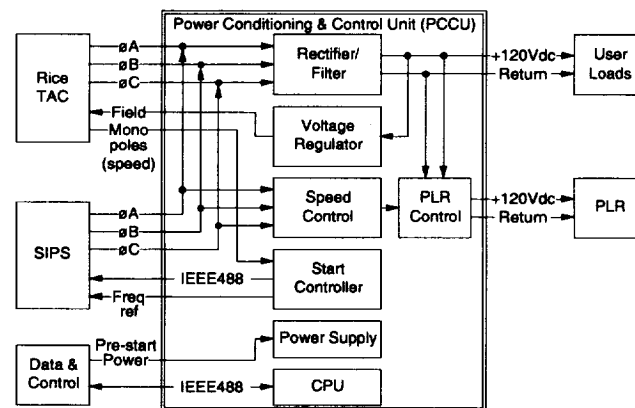 Power Conditioning & Control Unit (PCCU)
Rice
TAC
øA
øB
øC
Field
Mono
poles
(speed)
Rectifier/
Filter
+120Vdc
Return
User
Loads
Voltage
Regulator
SIPS
øA
øB
øC
IEEE488
Freq
ref
Speed
Control
PLR
Control
+120Vdc
Return
PLR
Start
Controller
Data &
Control
Pre-start
Power
IEEE488
Power Supply
CPU